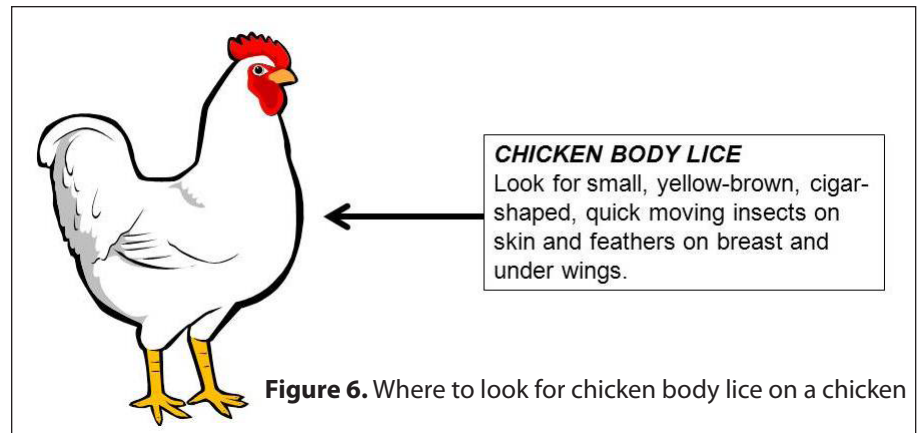 CHICKEN BODY LICE
Look for small, yellow-brown, cigar-
shaped, quick moving insects on
skin and feathers on breast and
under wings.
Figure 6. Where to look for chicken body lice on a chicken